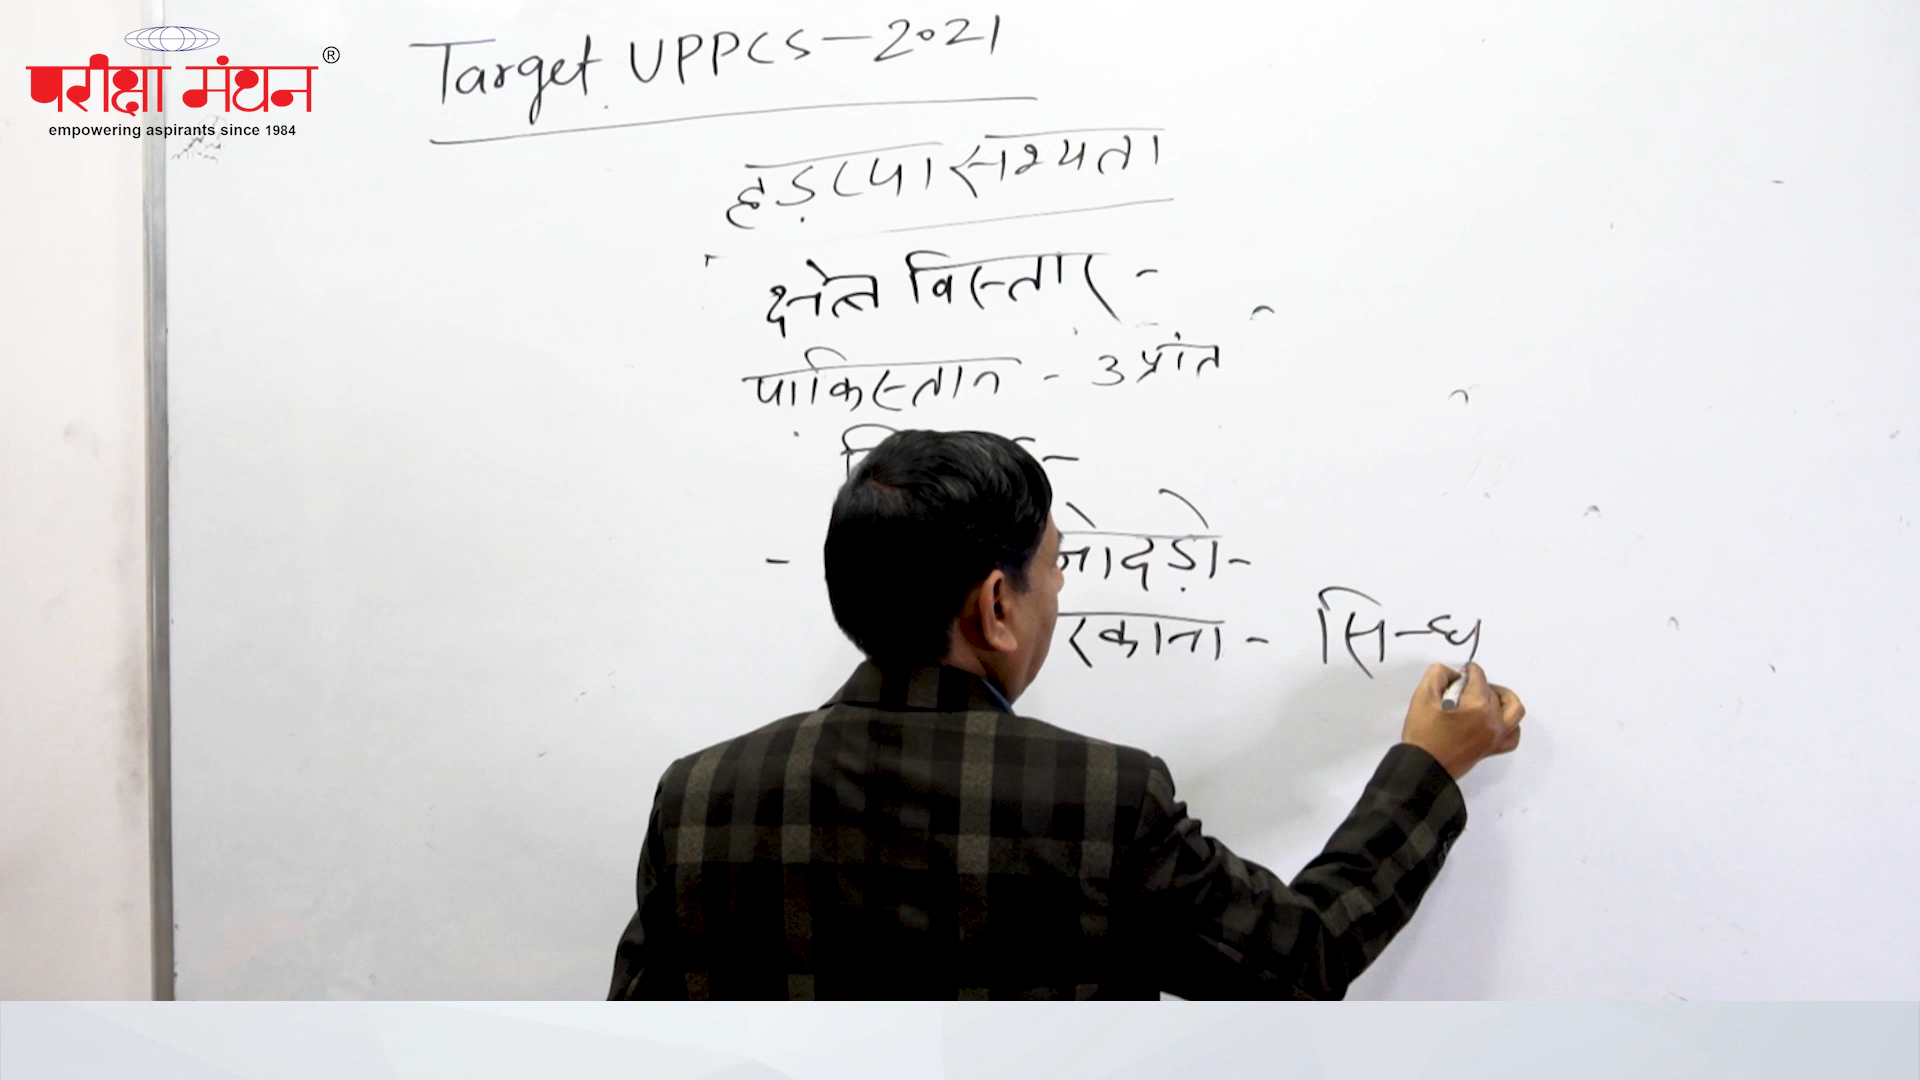 परीक्षा मंथन ®
empowering aspirants since 1984
Target UPPCS-2021
हड़प्पा सभ्यता
क्षेत्र विस्तार -
पाकिस्तान - 3 प्रांत
- जोदड़ो -
रकाना - सिन्ध